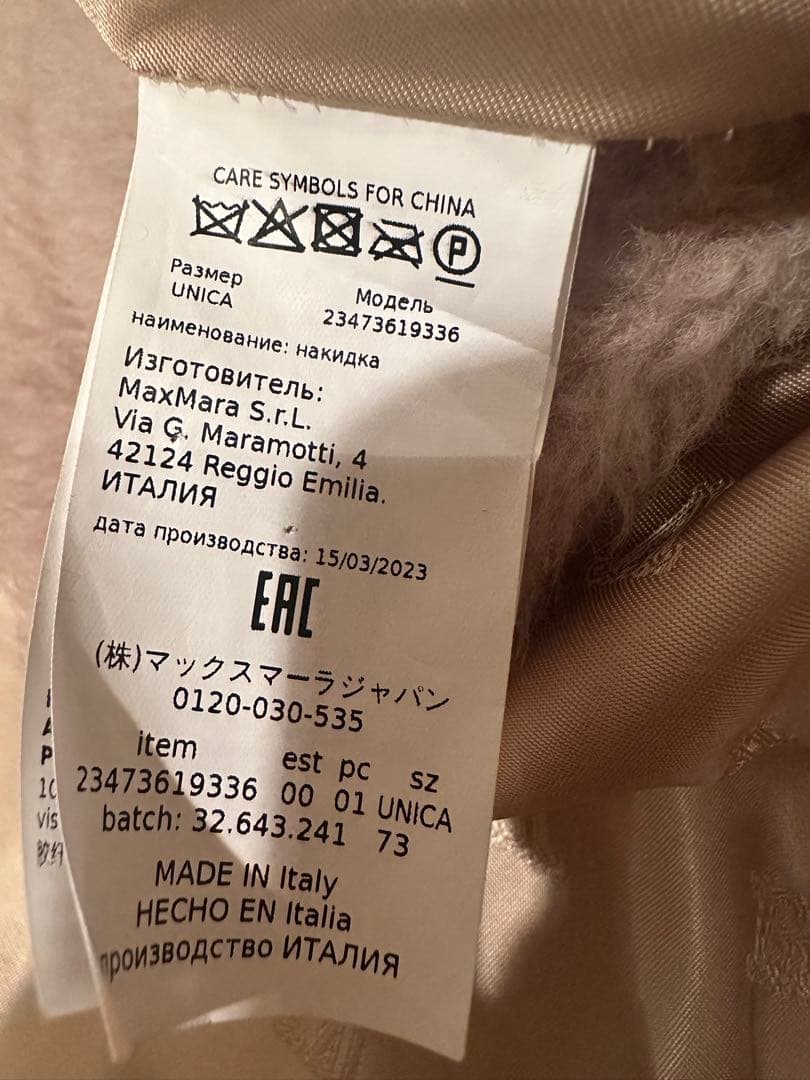 CARE SYMBOLS FOR CHINA
P
Размер
UNICA
Модель
23473619336
наименование: накидка
Изготовитель:
MaxMara S.r.L.
Via G. Maramotti, 4
42124 Reggio Emilia.
ИТАЛИЯ
дата производства: 15/03/2023
EAC
(株)マックスマーラジャパン
0120-030-535
item est pc sz
23473619336 00 01 UNICA
batch: 32.643.241 73
MADE IN Italy
HECHO EN Italia
производство ИТАЛИЯ
P
vis